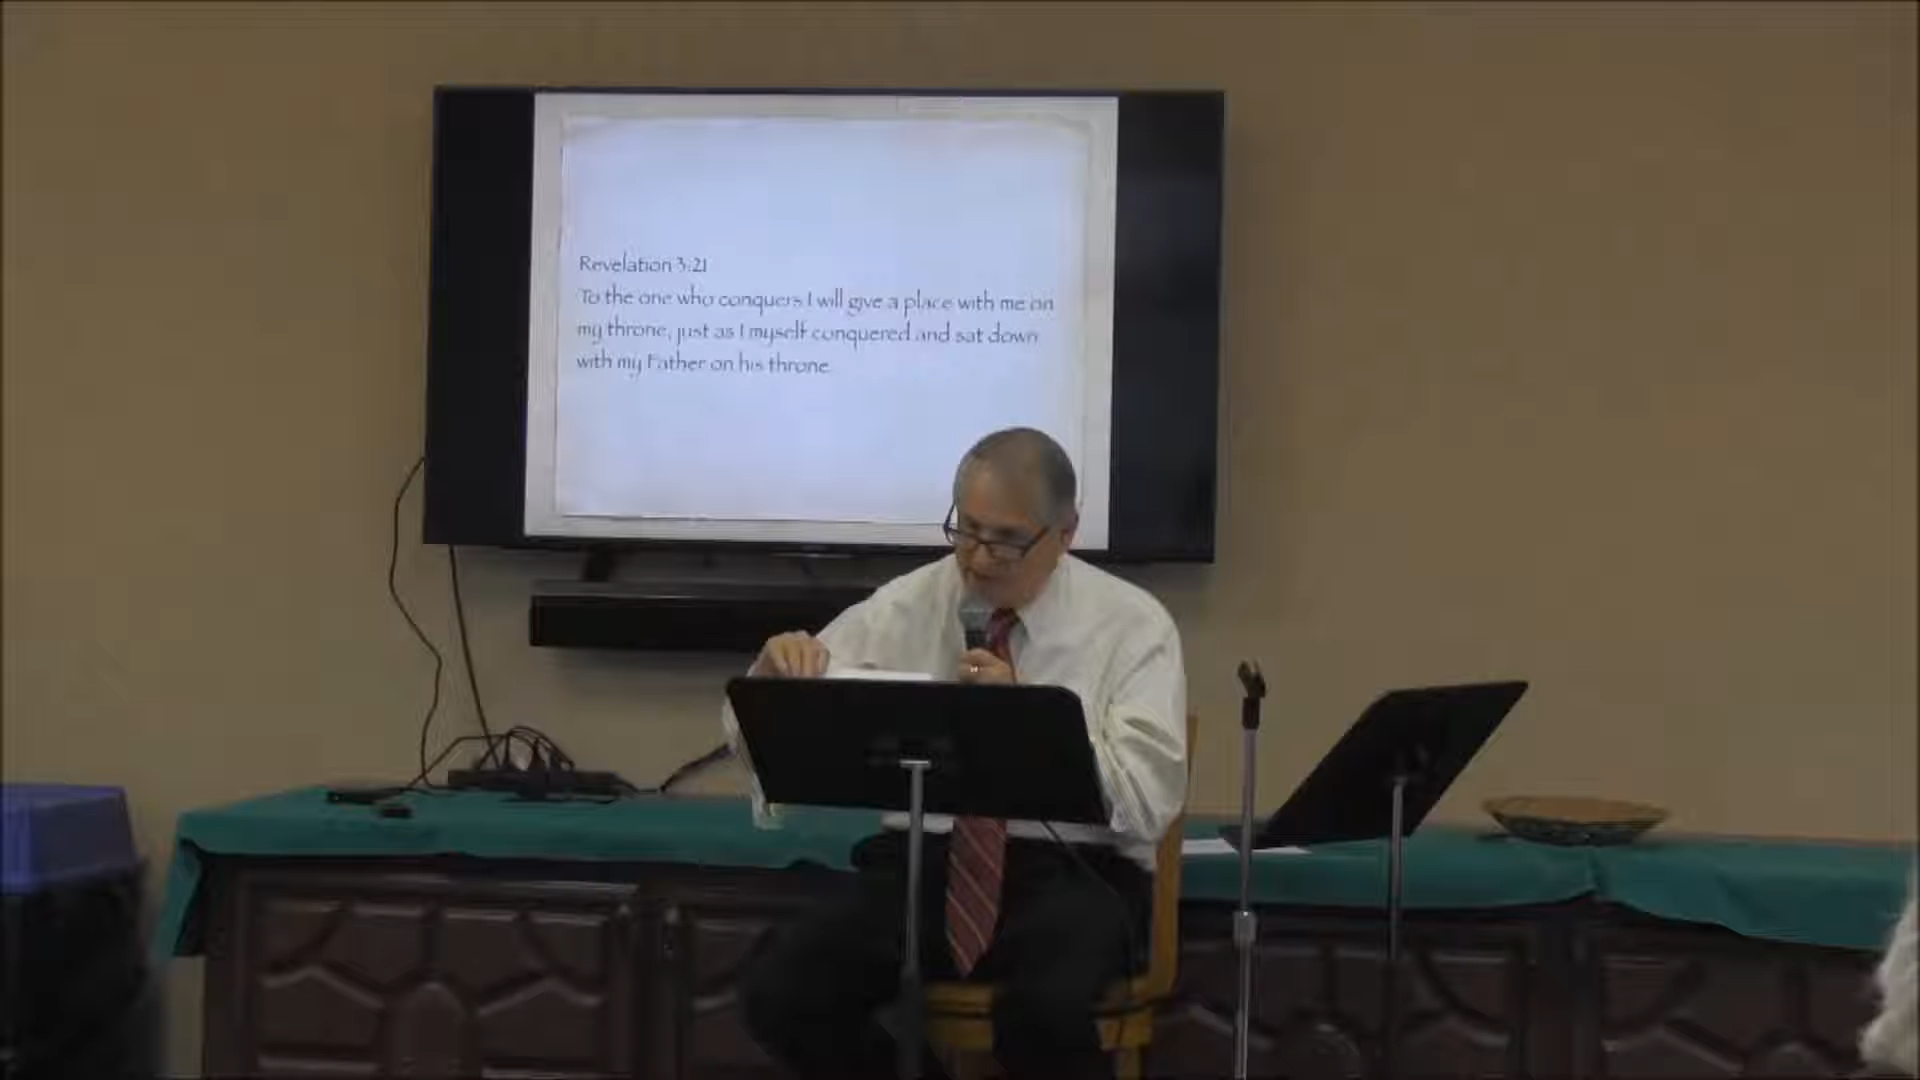 Revelation 3:21
To the one who conquers I will give a place with me on
my throne, just as I myself conquered and sat down
with my Father on his throne.